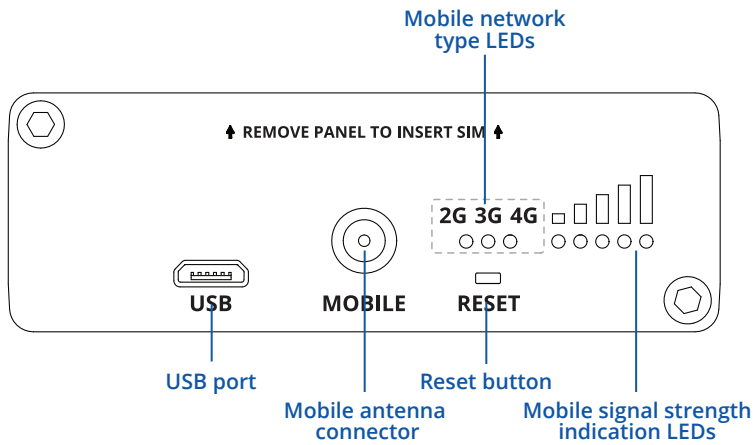 Mobile network
type LEDs
REMOVE PANEL TO INSERT SIM
2G 3G 4G
USB
MOBILE
RESET
USB port
Reset button
Mobile antenna
connector
Mobile signal strength
indication LEDs